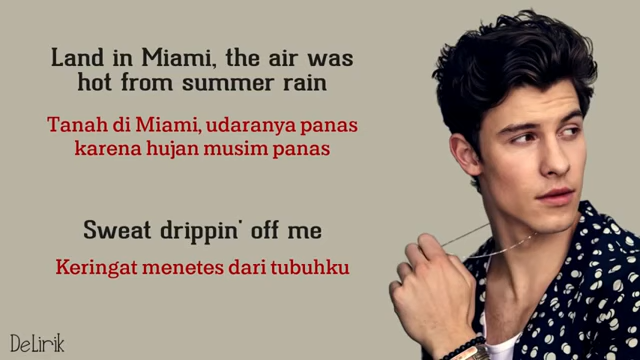 Land in Miami, the air was
hot from summer rain
Tanah di Miami, udaranya panas
karena hujan musim panas
Sweat drippin' off me
Keringat menetes dari tubuhku
DeLirik